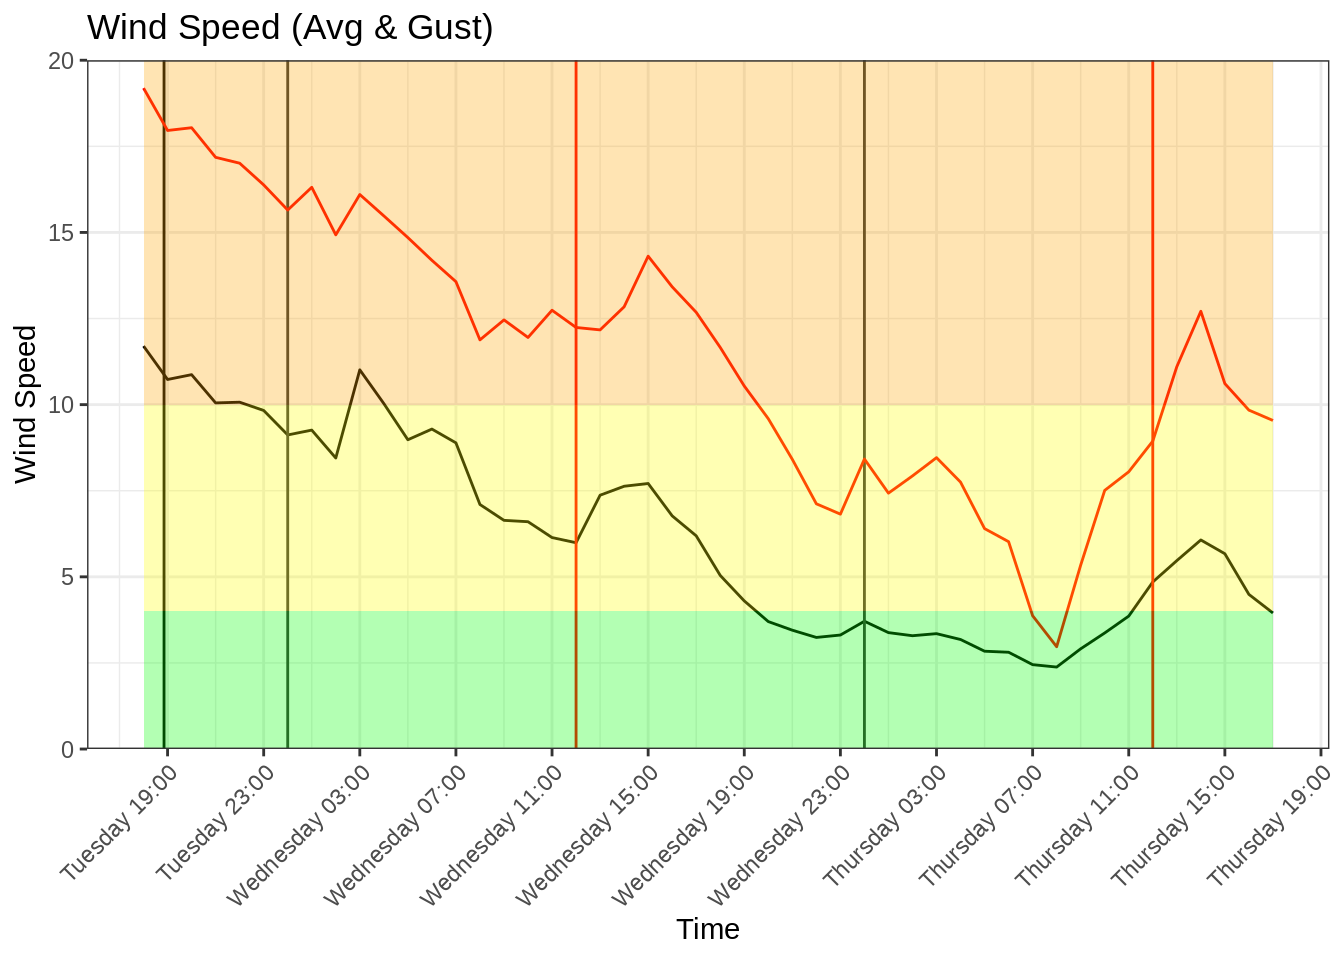 Wind Speed (Avg & Gust)
20
15
10
5
0
Wind Speed
Tuesday 19:00
Tuesday 23:00
Wednesday 03:00
Wednesday 07:00
Wednesday 11:00
Wednesday 15:00
Wednesday 19:00
Wednesday 23:00
Thursday 03:00
Thursday 07:00
Thursday 11:00
Thursday 15:00
Thursday 19:00
Time